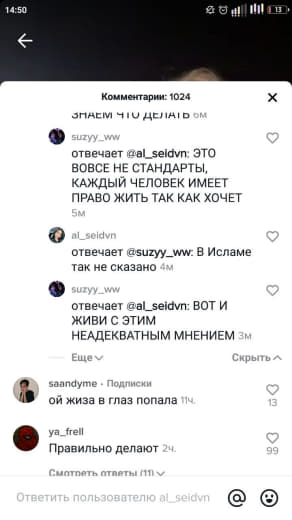 14:50
13
Комментарии: 1024
ЗНАЕМ ЧТО ДЕЛАТЬ 6м
suzyy_ww
отвечает @al_seidvn: ЭТО
ВОВСЕ НЕ СТАНДАРТЫ,
КАЖДЫЙ ЧЕЛОВЕК ИМЕЕТ
ПРАВО ЖИТЬ ТАК КАК ХОЧЕТ
5м
al_seidvn
отвечает @suzyy_ww: В Исламе
так не сказано 4м
suzyy_ww
отвечает @al_seidvn: ВОТ И
ЖИВИ С ЭТИМ
НЕАДЕКВАТНЫМ МНЕНИЕМ 3м
Еще
Скрыть
saandyme · Подписки
ой жиза в глаз попала 11ч.
13
ya_frell
Правильно делают 2ч.
99
Смотреть ответы (11)
Ответить пользователю al_seidvn